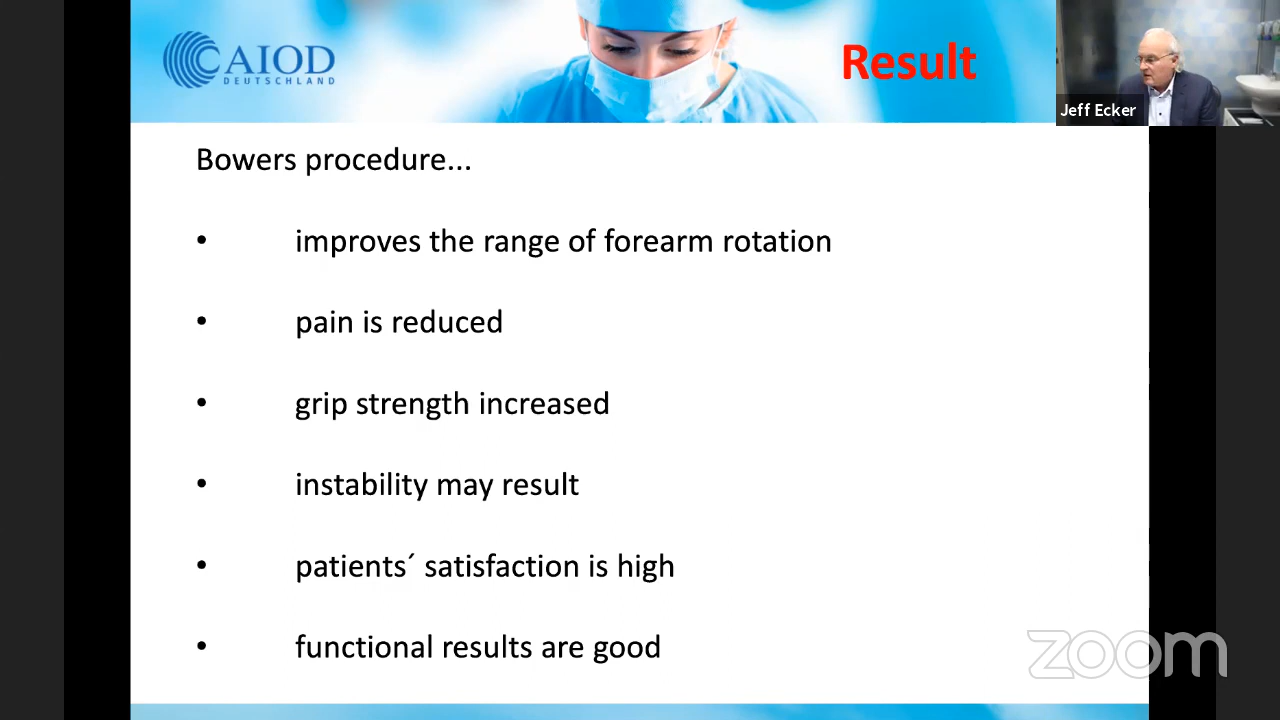 CAIOD
DEUTSCHLAND
Result
Jeff Ecker
Bowers procedure...
• improves the range of forearm rotation
• pain is reduced
• grip strength increased
• instability may result
• patients´ satisfaction is high
• functional results are good
zoom